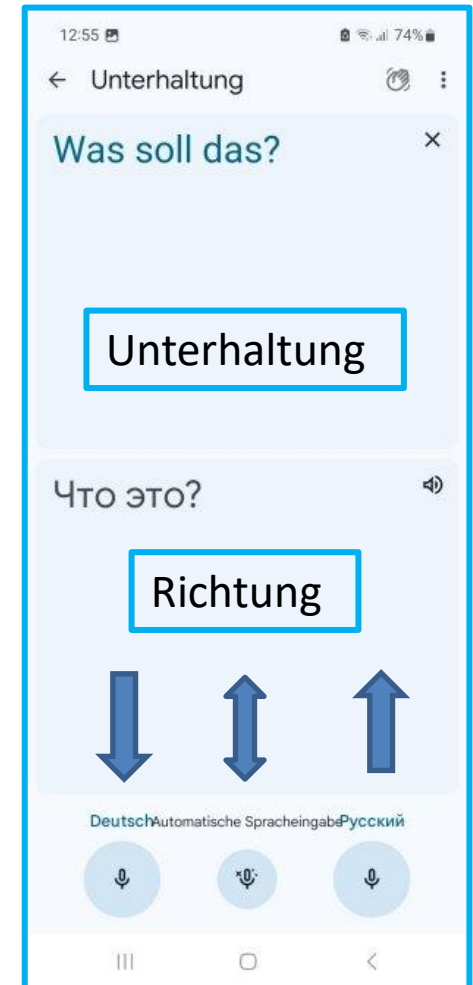 12:55 74%
Unterhaltung
Was soll das?
Unterhaltung
Что это?
Richtung
Deutsch Automatische Spracheingabe Русский